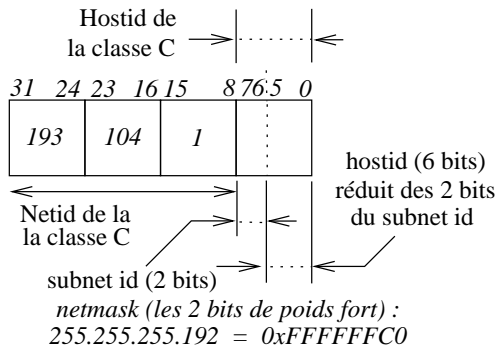 Hostid de
la classe C
31 24 23 16 15 8 7 6 5 0
193 104 1
hostid (6 bits)
réduit des 2 bits
du subnet id
Netid de la
la classe C
subnet id (2 bits)
netmask (les 2 bits de poids fort) :
255.255.255.192 = 0xFFFFFFC0